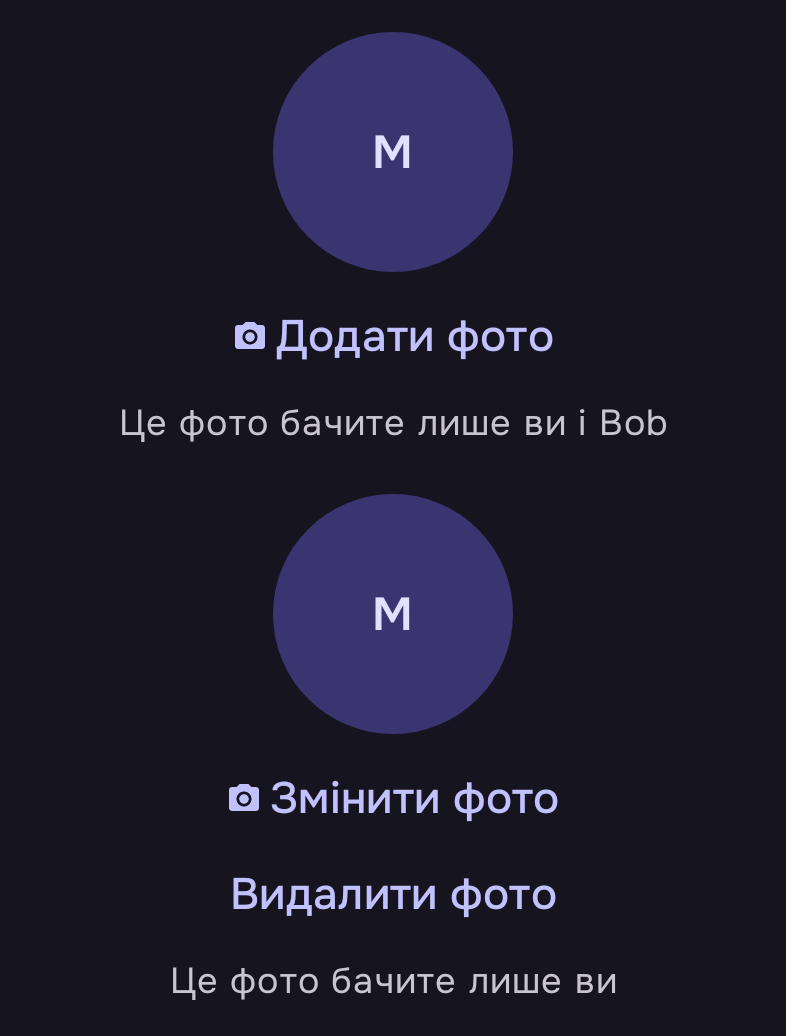 М
Додати фото
Це фото бачите лише ви і Bob
М
Змінити фото
Видалити фото
Це фото бачите лише ви